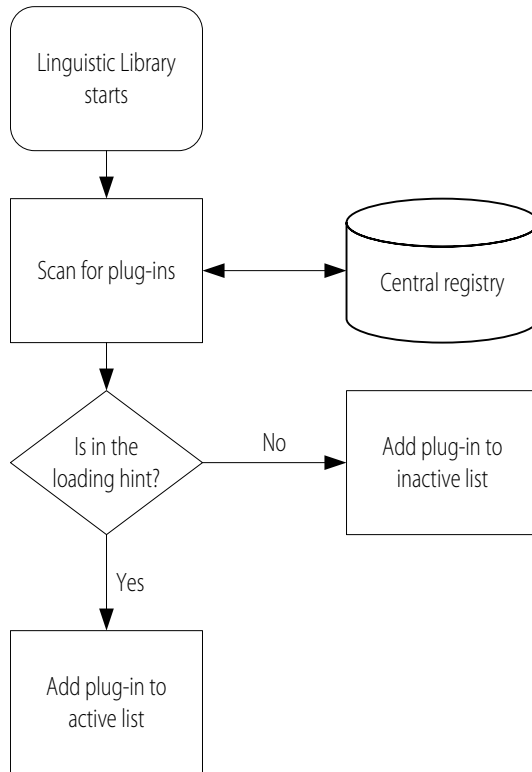 Linguistic Library
starts
Scan for plug-ins
Central registry
Is in the
loading hint?
No
Add plug-in to
inactive list
Yes
Add plug-in to
active list